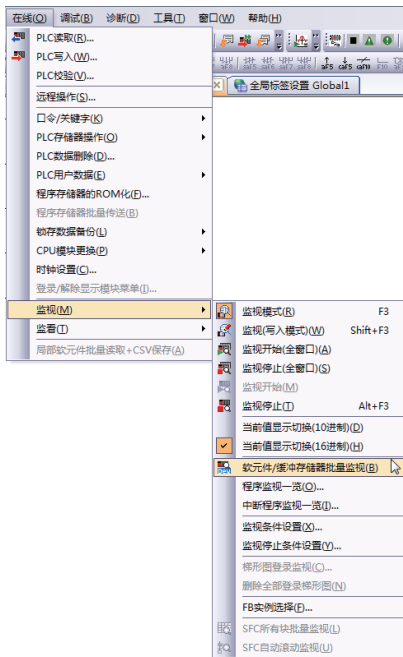 在线(O) 调试(B) 诊断(D) 工具(T) 窗口(W) 帮助(H)
PLC读取(R)...
PLC写入(W)...
PLC校验(V)...
远程操作(S)...
口令/关键字(K)
PLC存储器操作(O)
PLC数据删除(D)...
PLC用户数据(E)
程序存储器的ROM化(F)...
程序存储器批量传送(B)
锁存数据备份(L)
CPU模块更换(P)
时钟设置(C)...
登录/解除显示模块菜单(I)...
监视(M)
监看(T)
局部软元件批量读取+CSV保存(A)
全局标签设置 Global1
监视模式(R) F3
监视(写入模式)(W) Shift+F3
监视开始(全窗口)(A)
监视停止(全窗口)(S)
监视开始(M)
监视停止(T) Alt+F3
当前值显示切换(10进制)(D)
当前值显示切换(16进制)(H)
软元件/缓冲存储器批量监视(B)
程序监视一览(O)...
中断程序监视一览(I)...
监视条件设置(X)...
监视停止条件设置(Y)...
梯形图登录监视(C)...
删除全部登录梯形图(N)
FB实例选择(F)...
SFC所有块批量监视(L)
SFC自动滚动监视(U)